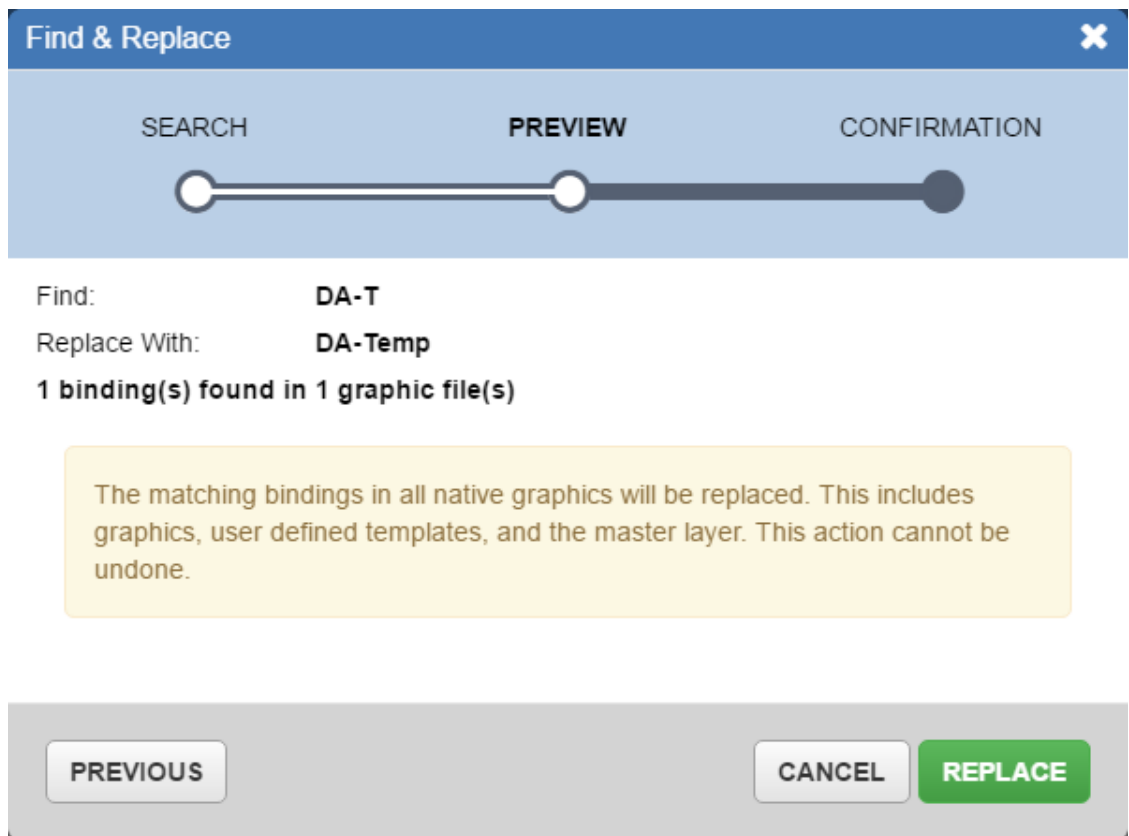 Find & Replace
SEARCH PREVIEW CONFIRMATION
Find: DA-T
Replace With: DA-Temp
1 binding(s) found in 1 graphic file(s)
The matching bindings in all native graphics will be replaced. This includes
graphics, user defined templates, and the master layer. This action cannot be
undone.
PREVIOUS CANCEL REPLACE